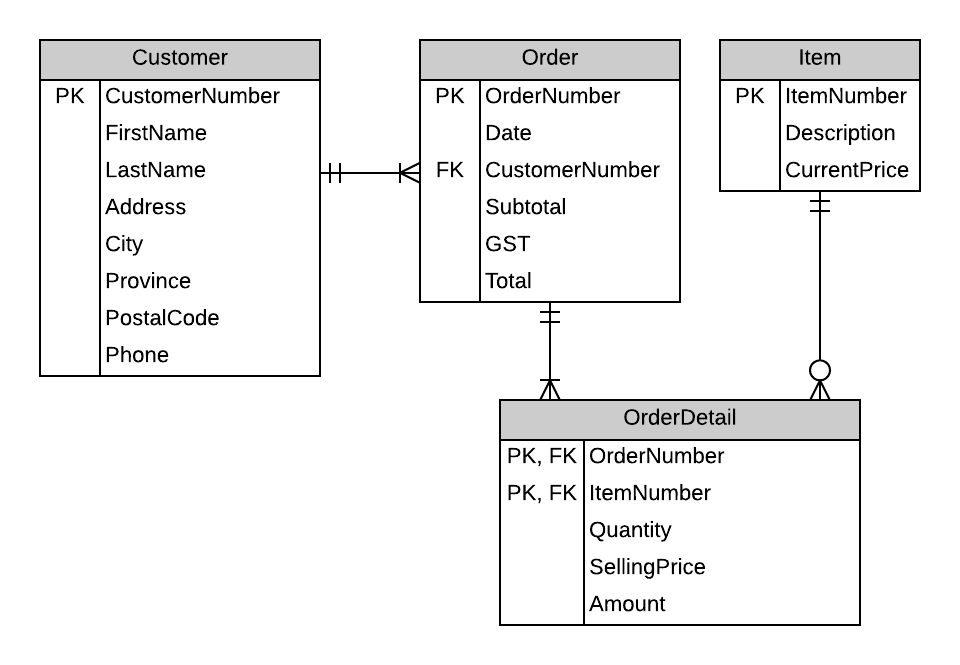 Customer
PK CustomerNumber
FirstName
LastName
Address
City
Province
PostalCode
Phone
Order
PK OrderNumber
Date
FK CustomerNumber
Subtotal
GST
Total
Item
PK ItemNumber
Description
CurrentPrice
OrderDetail
PK, FK OrderNumber
PK, FK ItemNumber
Quantity
SellingPrice
Amount